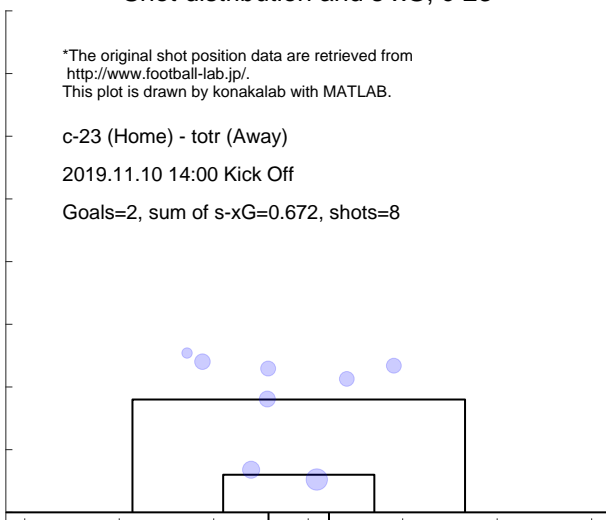 *The original shot position data are retrieved from
http://www.football-lab.jp/.
This plot is drawn by konakalab with MATLAB.
c-23 (Home) - totr (Away)
2019.11.10 14:00 Kick Off
Goals=2, sum of s-xG=0.672, shots=8